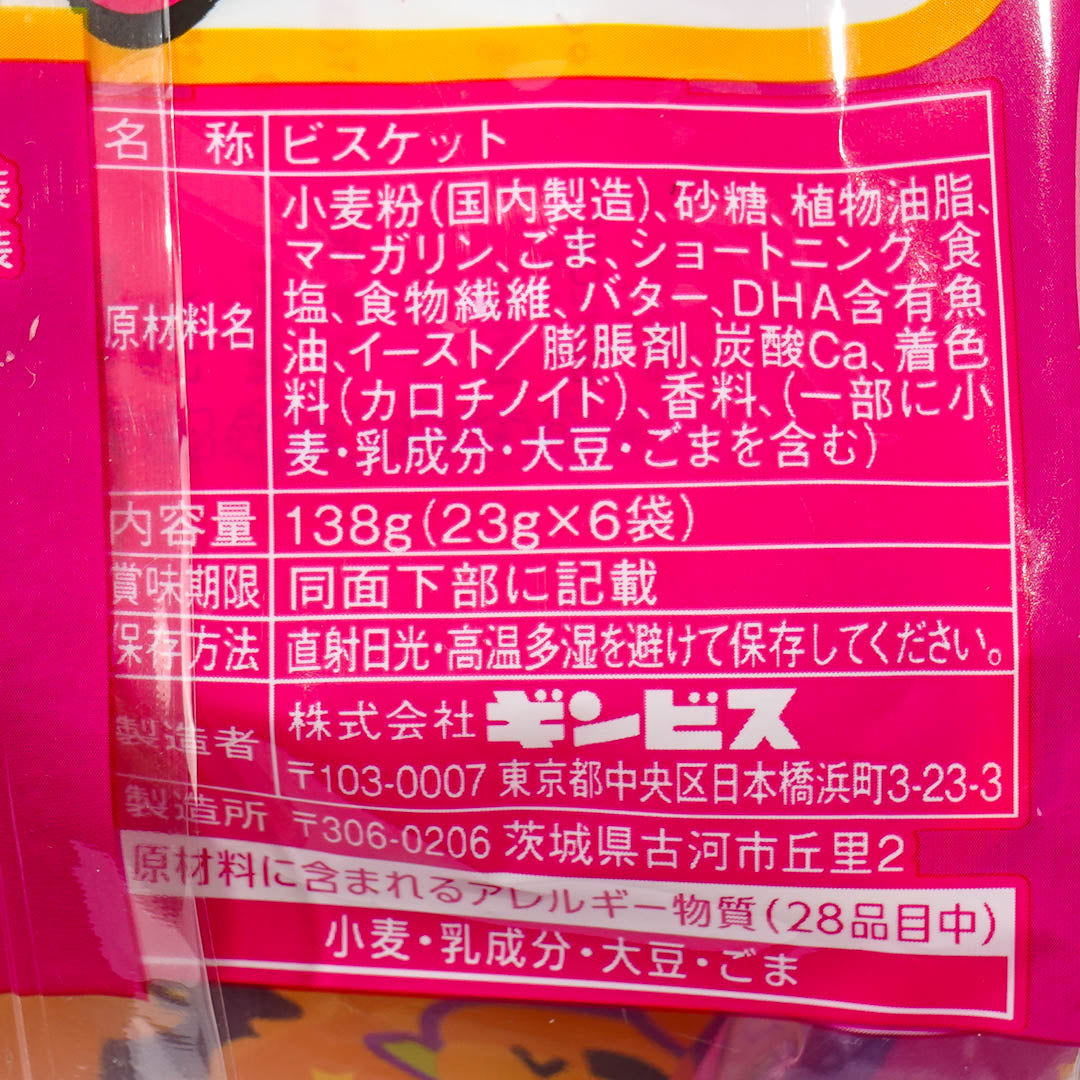 名称 ビスケット
原材料名 小麦粉(国内製造)、砂糖、植物油脂、
マーガリン、ごま、ショートニング、食
塩、食物繊維、バター、DHA含有魚
油、イースト/膨脹剤、炭酸Ca、着色
料(カロチノイド)、香料、(一部に小
麦・乳成分・大豆・ごまを含む)
内容量 138g(23g×6袋)
賞味期限 同面下部に記載
保存方法 直射日光・高温多湿を避けて保存してください。
製造者 株式会社 ギンビス
〒103-0007 東京都中央区日本橋浜町3-23-3
製造所 〒306-0206 茨城県古河市丘里2
原材料に含まれるアレルギー物質(28品目中)
小麦・乳成分・大豆・ごま